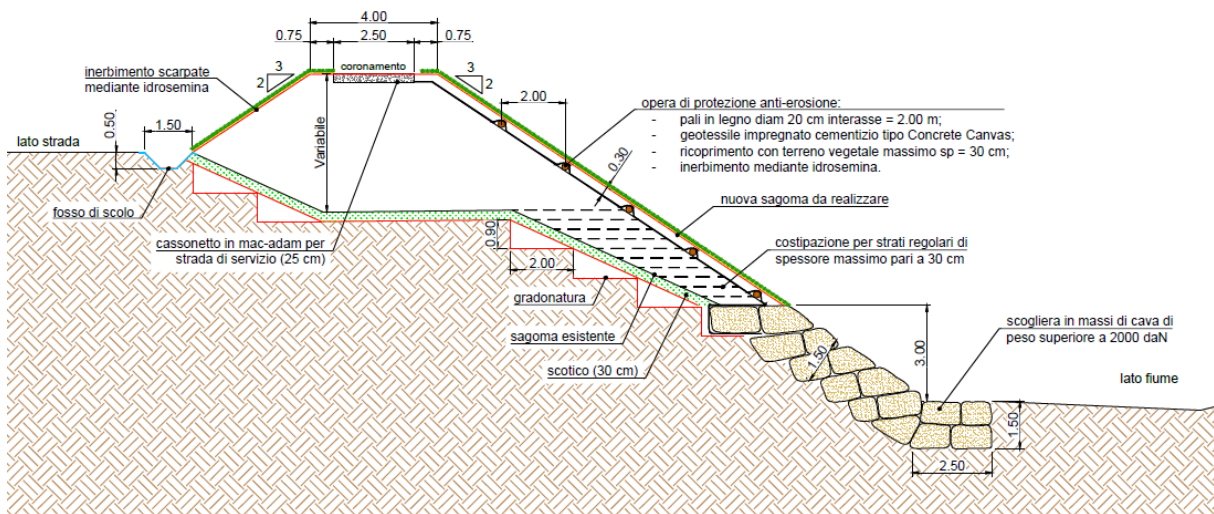 4.00
0.75
2.50
0.75
3
2
coronamento
3
2
inerbimento scarpate
mediante idrosemina
2.00
opera di protezione anti-erosione:
- pali in legno diam 20 cm interasse = 2.00 m;
- geotessile impregnato cementizio tipo Concrete Canvas;
- ricoprimento con terreno vegetale massimo sp = 30 cm;
- inerbimento mediante idrosemina.
0.50
1.50
lato strada
Variabile
0.30
fosso di scolo
nuova sagoma da realizzare
cassonetto in mac-adam per
strada di servizio (25 cm)
0.90
2.00
costipazione per strati regolari di
spessore massimo pari a 30 cm
gradonatura
sagoma esistente
scotico (30 cm)
1.50
3.00
scogliera in massi di cava di
peso superiore a 2000 daN
lato fiume
1.50
2.50